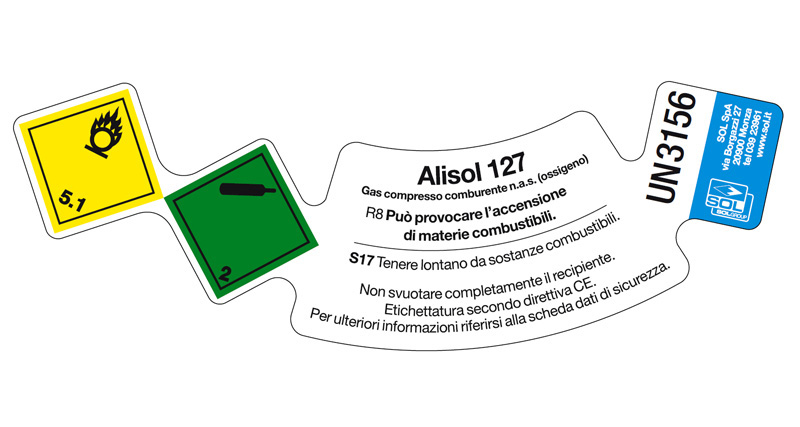 5.1
2
Alisol 127
Gas compresso comburente n.a.s. (ossigeno)
R8 Può provocare l'accensione
di materie combustibili.
S17 Tenere lontano da sostanze combustibili.
Non svuotare completamente il recipiente.
Etichettatura secondo direttiva CE.
Per ulteriori informazioni riferirsi alla scheda dati di sicurezza.
UN3156
SOL SpA
via Borgazzi 27
20900 Monza
tel 039 23961
www.sol.it
SOL
SOLGROUP